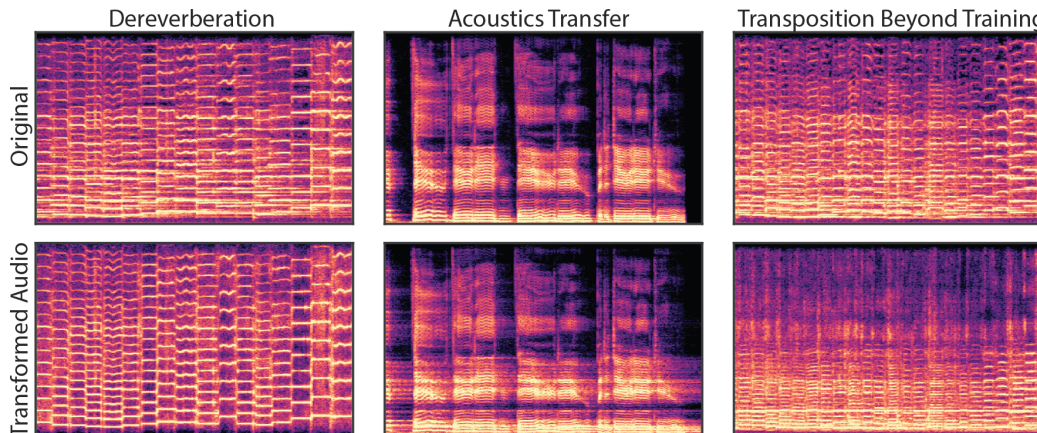 Dereverberation
Acoustics Transfer
Transposition Beyond Training
Original
Transformed Audio